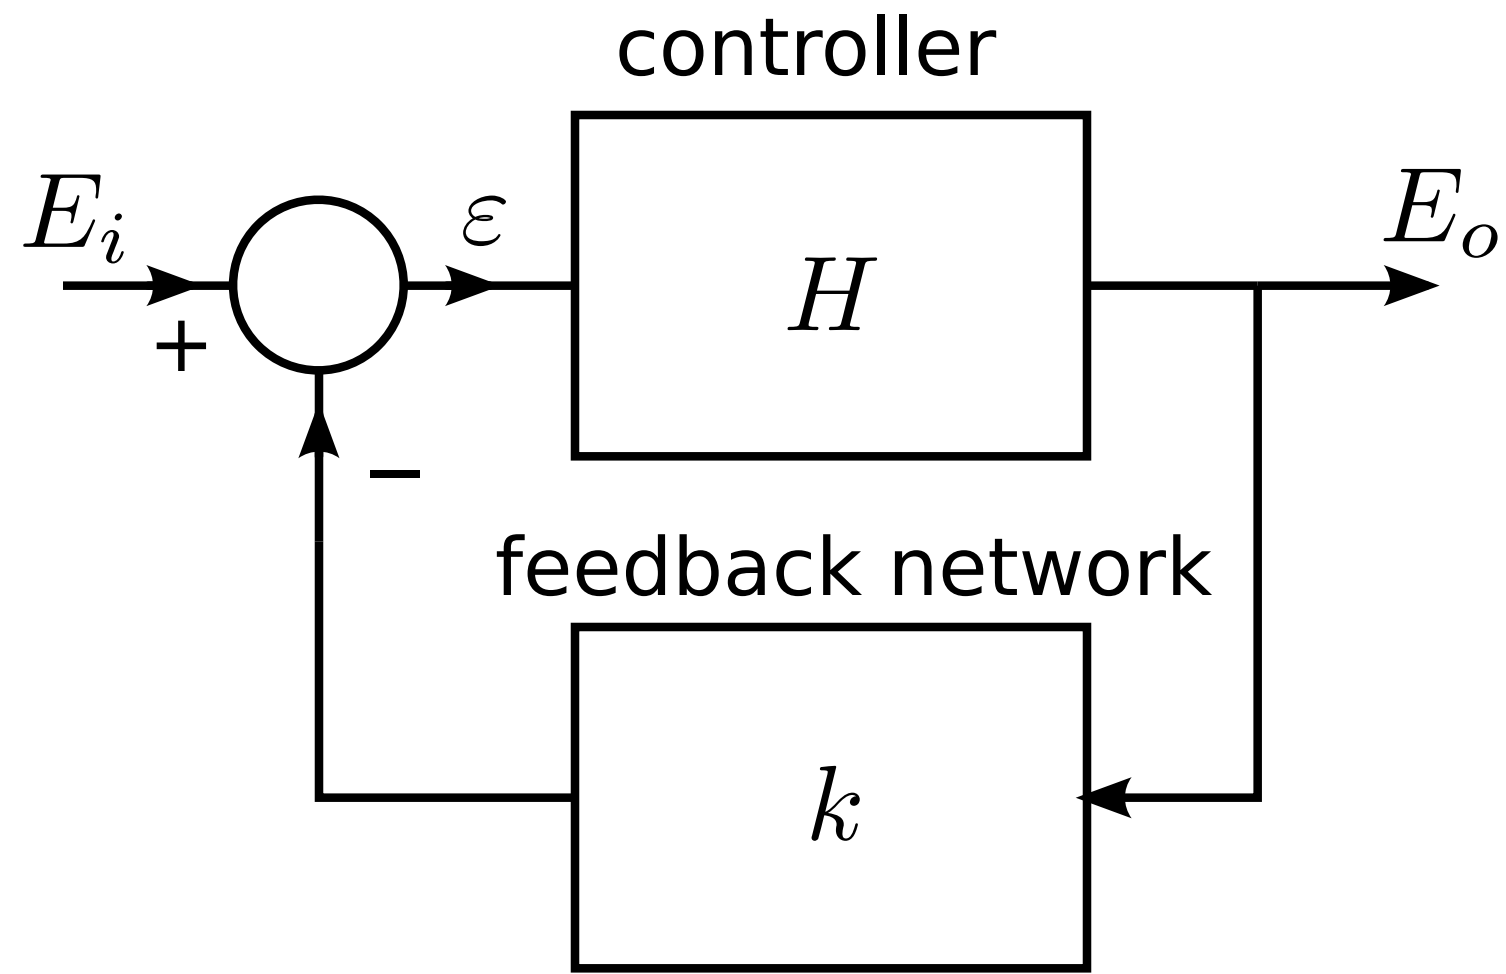 controller
E_i
ε
E_o
H
+
−
feedback network
k